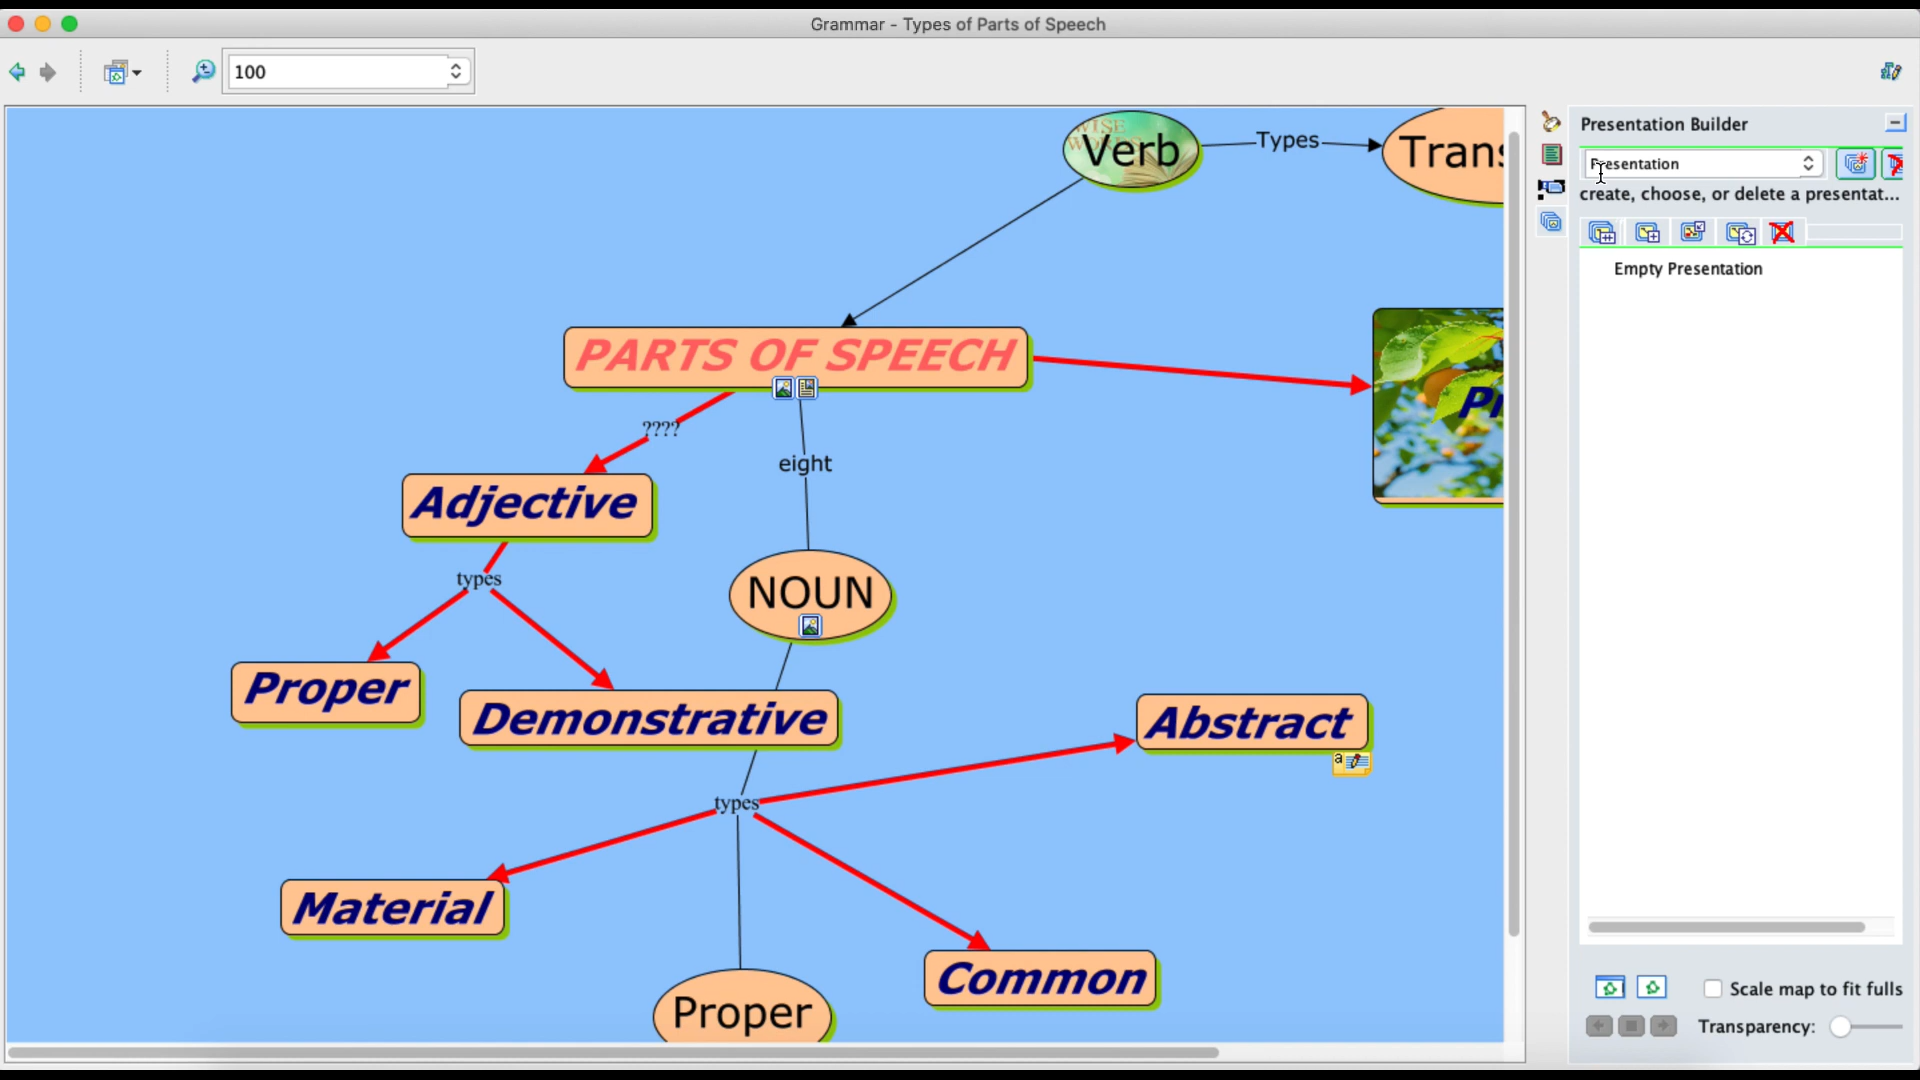 Grammar - Types of Parts of Speech
100
Presentation Builder
Presentation
create, choose, or delete a presentat...
Empty Presentation
Verb
Types
Trans
PARTS OF SPEECH
????
eight
Adjective
types
NOUN
Proper
Demonstrative
Abstract
a
types
Material
Common
Proper
Scale map to fit fulls
Transparency: